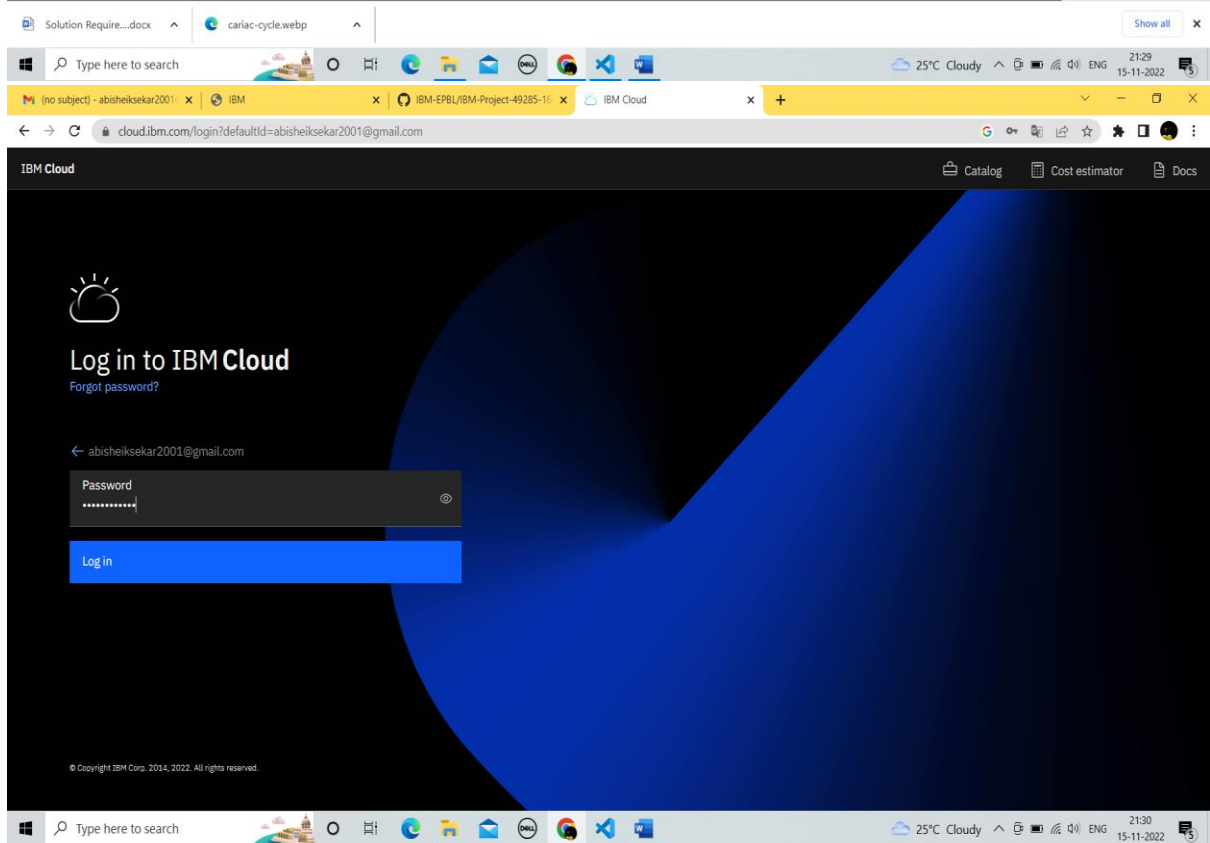 Solution Require....docx cariac-cycle.webp Show all
Type here to search 25°C Cloudy ENG 21:29
15-11-2022 5
(no subject) - abisheiksekar2001 IBM IBM-EPBL/IBM-Project-49285-16 IBM Cloud
cloud.ibm.com/login?defaultId=abisheiksekar2001@gmail.com
IBM Cloud Catalog Cost estimator Docs
Log in to IBM Cloud
Forgot password?
abisheiksekar2001@gmail.com
Password
••••••••••••
Log in
© Copyright IBM Corp. 2014, 2022. All rights reserved.
Type here to search 25°C Cloudy ENG 21:30
15-11-2022 5